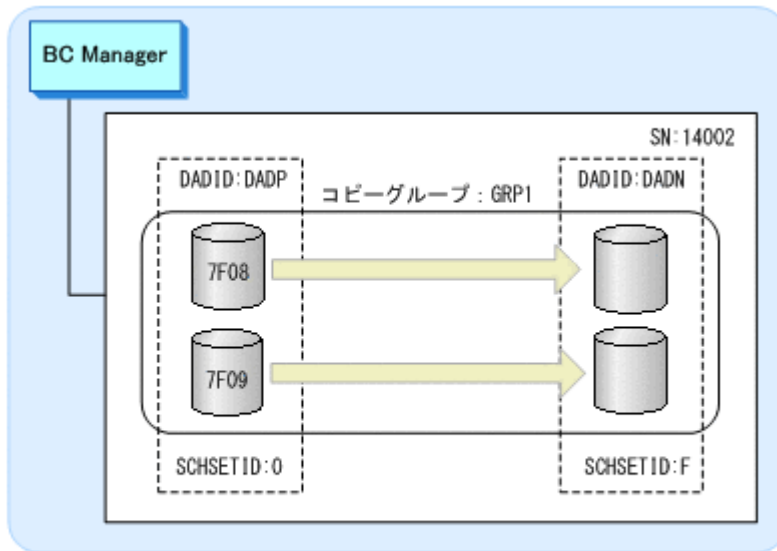 BC Manager
SN:14002
DADID:DADP
DADID:DADN
コピーグループ：GRP1
7F08
7F09
SCHSETID:0
SCHSETID:F